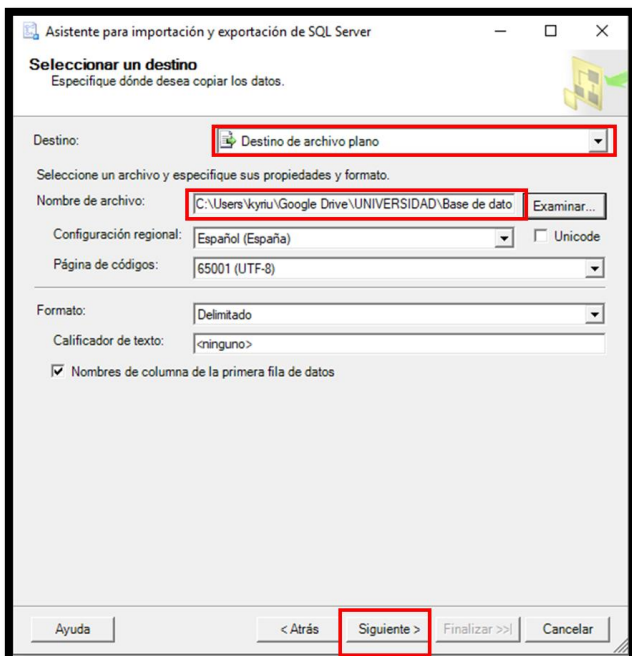 Asistente para importación y exportación de SQL Server
Seleccionar un destino
Especifique dónde desea copiar los datos.
Destino: Destino de archivo plano
Seleccione un archivo y especifique sus propiedades y formato.
Nombre de archivo: C:\Users\kyriu\Google Drive\UNIVERSIDAD\Base de dato Examinar...
Configuración regional: Español (España) Unicode
Página de códigos: 65001 (UTF-8)
Formato: Delimitado
Calificador de texto: <ninguno>
Nombres de columna de la primera fila de datos
Ayuda < Atrás Siguiente > Finalizar >>| Cancelar